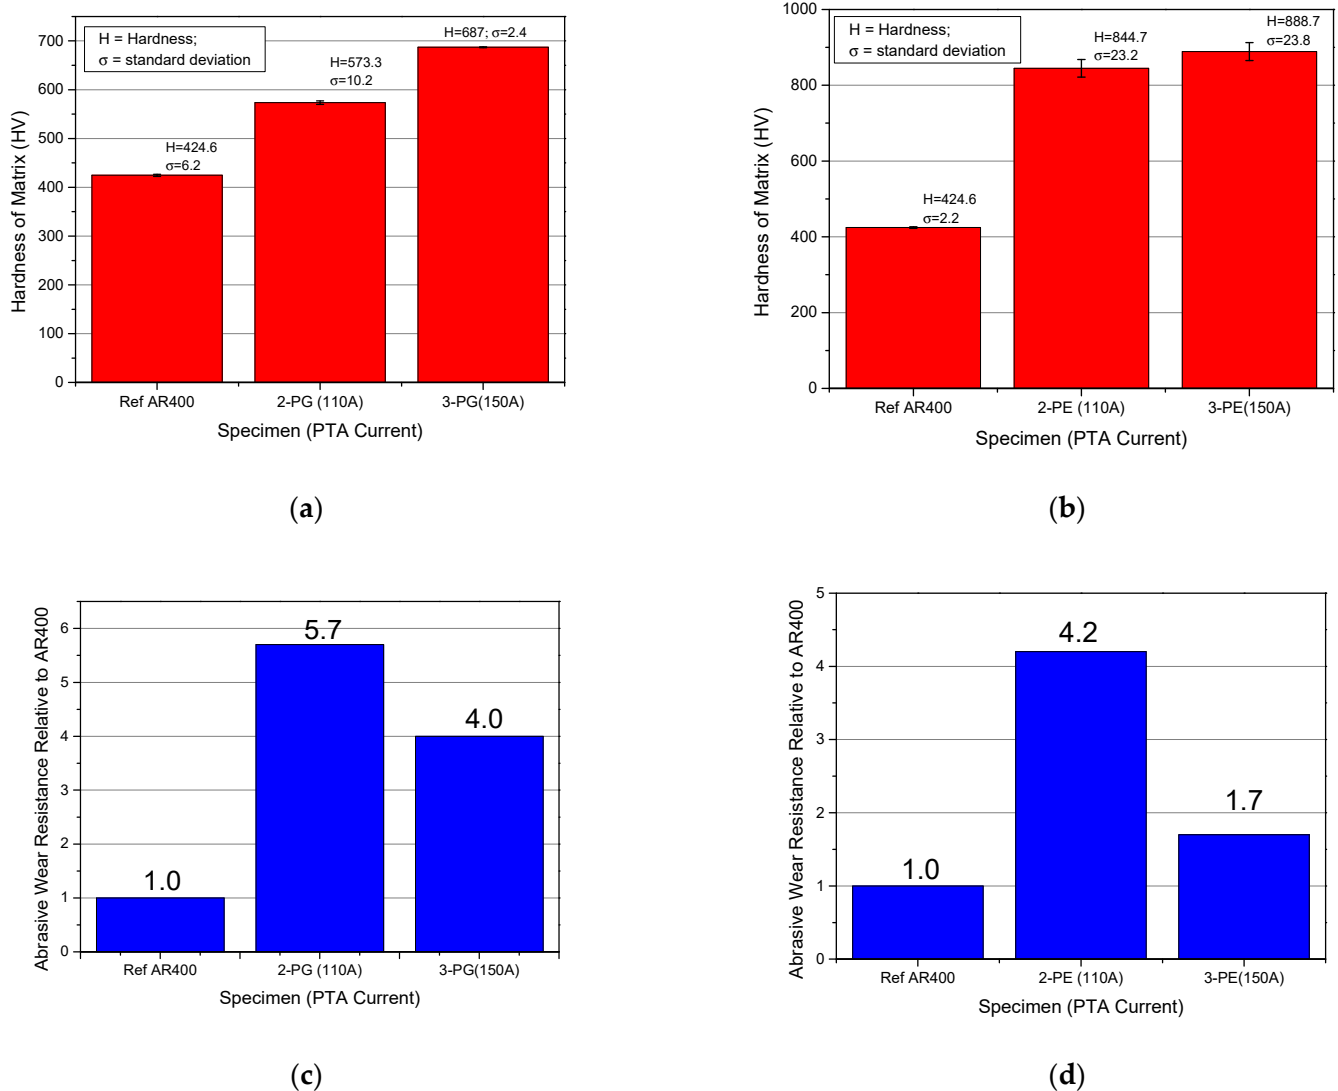 H = Hardness;
σ = standard deviation
H=424.6
σ=6.2
H=573.3
σ=10.2
H=687; σ=2.4
700
600
500
400
300
200
100
0
Hardness of Matrix (HV)
Ref AR400
2-PG (110A)
3-PG(150A)
Specimen (PTA Current)
(a)
H = Hardness;
σ = standard deviation
H=424.6
σ=2.2
H=844.7
σ=23.2
H=888.7
σ=23.8
1000
800
600
400
200
0
Hardness of Matrix (HV)
Ref AR400
2-PE (110A)
3-PE(150A)
Specimen (PTA Current)
(b)
6
5
4
3
2
1
0
Abrasive Wear Resistance Relative to AR400
1.0
5.7
4.0
Ref AR400
2-PG (110A)
3-PG(150A)
Specimen (PTA Current)
(c)
5
4
3
2
1
0
Abrasive Wear Resistance Relative to AR400
1.0
4.2
1.7
Ref AR400
2-PE (110A)
3-PE(150A)
Specimen (PTA Current)
(d)